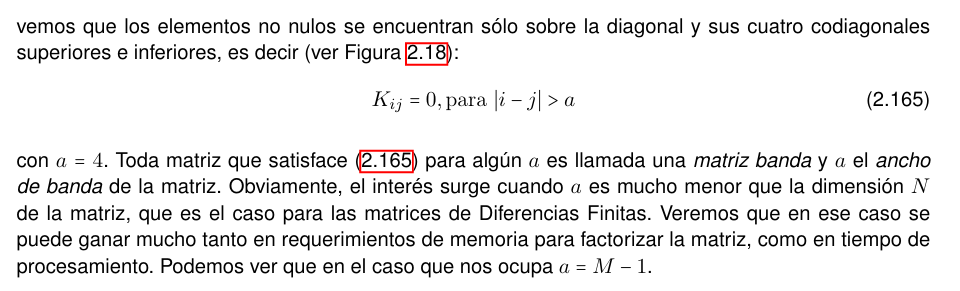 vemos que los elementos no nulos se encuentran sólo sobre la diagonal y sus cuatro codiagonales
superiores e inferiores, es decir (ver Figura 2.18):
K_{ij} = 0, para |i − j| > a (2.165)
con a = 4. Toda matriz que satisface (2.165) para algún a es llamada una matriz banda y a el ancho
de banda de la matriz. Obviamente, el interés surge cuando a es mucho menor que la dimensión N
de la matriz, que es el caso para las matrices de Diferencias Finitas. Veremos que en ese caso se
puede ganar mucho tanto en requerimientos de memoria para factorizar la matriz, como en tiempo de
procesamiento. Podemos ver que en el caso que nos ocupa a = M − 1.